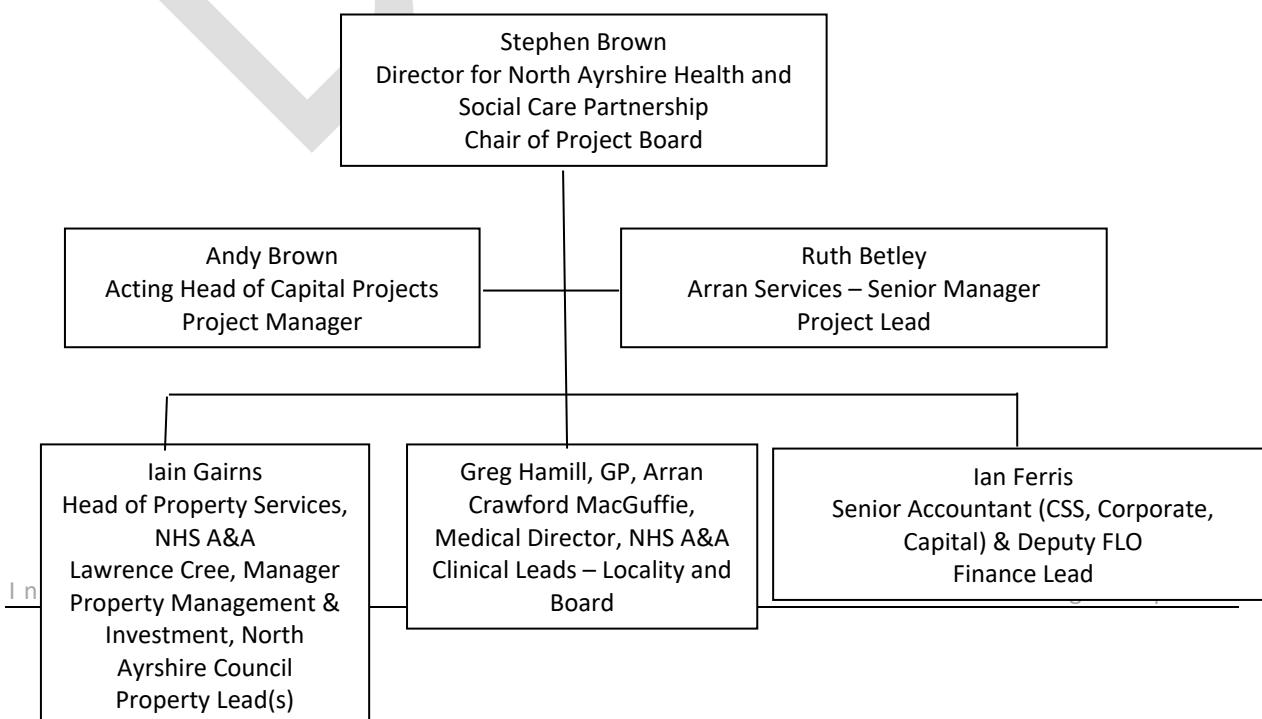 Stephen Brown
Director for North Ayrshire Health and
Social Care Partnership
Chair of Project Board
Andy Brown
Acting Head of Capital Projects
Project Manager
Ruth Betley
Arran Services – Senior Manager
Project Lead
Iain Gairns
Head of Property Services,
NHS A&A
Lawrence Cree, Manager
Property Management &
Investment, North
Ayrshire Council
Property Lead(s)
Greg Hamill, GP, Arran
Crawford MacGuffie,
Medical Director, NHS A&A
Clinical Leads – Locality and
Board
Ian Ferris
Senior Accountant (CSS, Corporate,
Capital) & Deputy FLO
Finance Lead